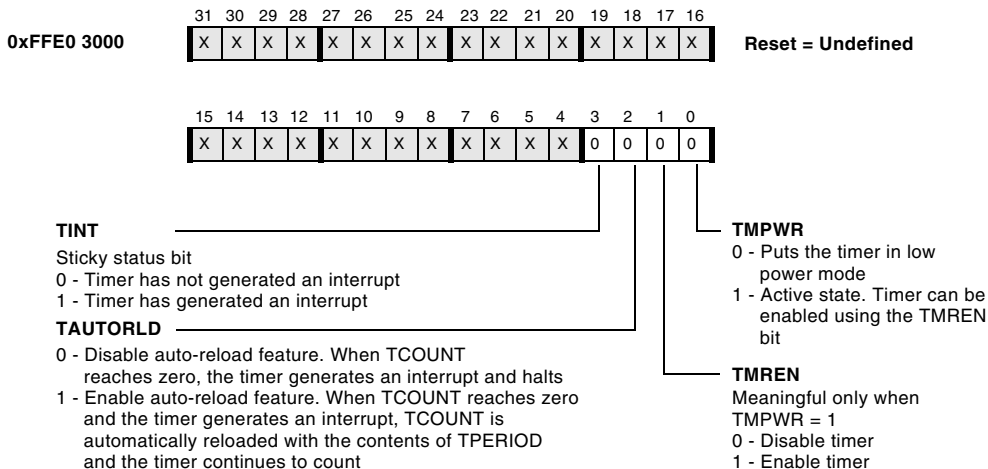 31 30 29 28 27 26 25 24 23 22 21 20 19 18 17 16
0xFFE0 3000 X X X X X X X X X X X X X X X X Reset = Undefined
15 14 13 12 11 10 9 8 7 6 5 4 3 2 1 0
X X X X X X X X X X X X 0 0 0 0
TINT
Sticky status bit
0 - Timer has not generated an interrupt
1 - Timer has generated an interrupt
TAUTORLD
0 - Disable auto-reload feature. When TCOUNT
reaches zero, the timer generates an interrupt and halts
1 - Enable auto-reload feature. When TCOUNT reaches zero
and the timer generates an interrupt, TCOUNT is
automatically reloaded with the contents of TPERIOD
and the timer continues to count
TMPWR
0 - Puts the timer in low
power mode
1 - Active state. Timer can be
enabled using the TMREN
bit
TMREN
Meaningful only when
TMPWR = 1
0 - Disable timer
1 - Enable timer